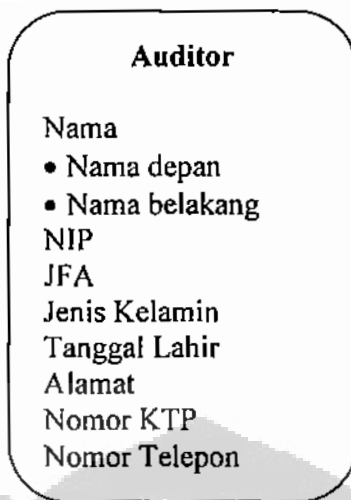 Auditor
Nama
• Nama depan
• Nama belakang
NIP
JFA
Jenis Kelamin
Tanggal Lahir
Alamat
Nomor KTP
Nomor Telepon